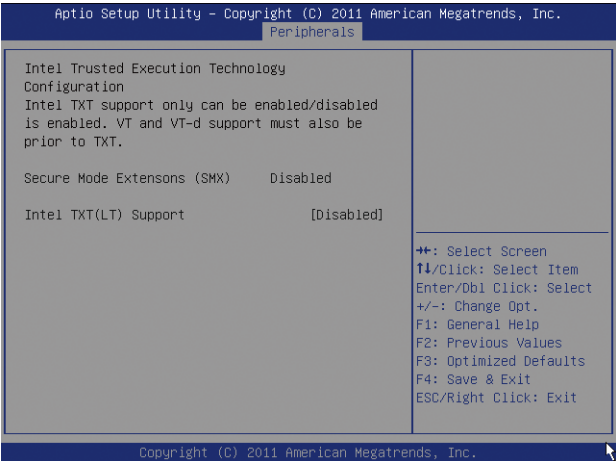 Aptio Setup Utility – Copyright (C) 2011 American Megatrends, Inc.
Peripherals
Intel Trusted Execution Technology
Configuration
Intel TXT support only can be enabled/disabled
is enabled. VT and VT-d support must also be
prior to TXT.
Secure Mode Extensons (SMX) Disabled
Intel TXT(LT) Support [Disabled]
→←: Select Screen
↑↓/Click: Select Item
Enter/Dbl Click: Select
+/-: Change Opt.
F1: General Help
F2: Previous Values
F3: Optimized Defaults
F4: Save & Exit
ESC/Right Click: Exit
Copyright (C) 2011 American Megatrends, Inc.